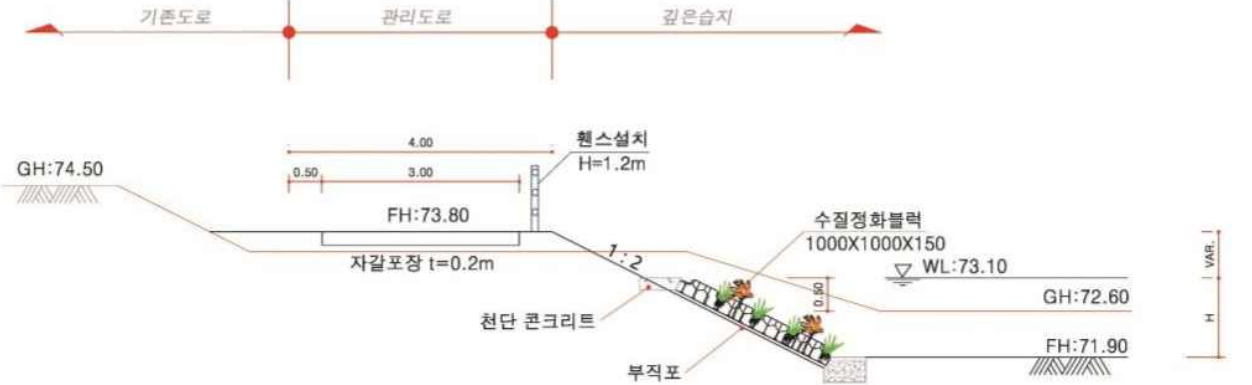 기존도로
관리도로
깊은습지
4.00
휀스설치
H=1.2m
GH:74.50
0.50
3.00
FH:73.80
자갈포장 t=0.2m
1:2
수질정화블럭
1000X1000X150
WL:73.10
VAR.
0.50
GH:72.60
H
천단 콘크리트
FH:71.90
부직포